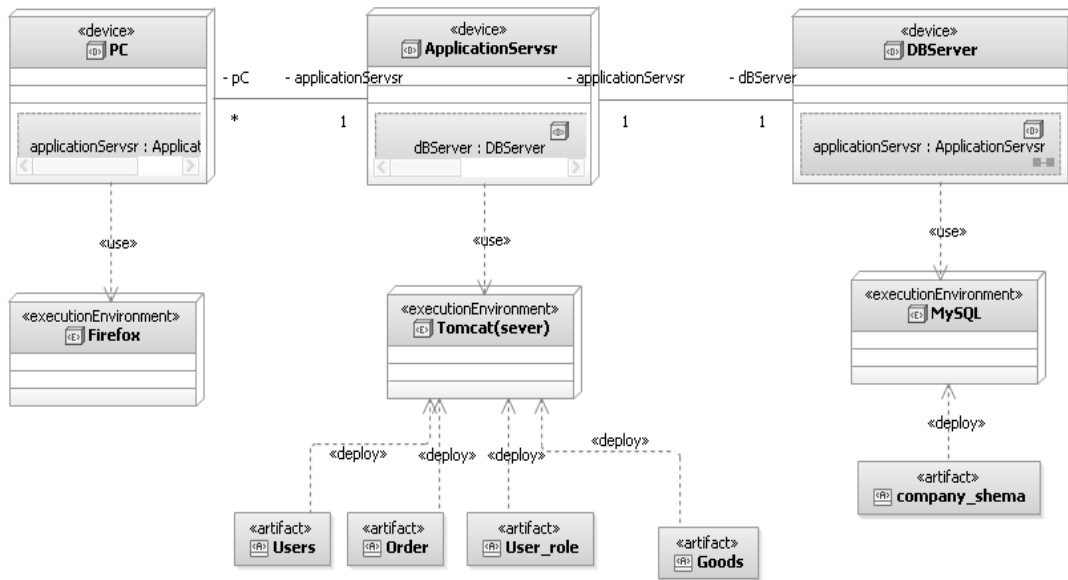 «device»
PC
«device»
ApplicationServsr
«device»
DBServer
- pC
- applicationServsr
- applicationServsr
- dBServer
*
1
1
1
applicationServsr : Applicat
dBServer : DBServer
applicationServsr : ApplicationServsr
«use»
«use»
«use»
«executionEnvironment»
Firefox
«executionEnvironment»
Tomcat(sever)
«executionEnvironment»
MySQL
«deploy»
«deploy»
«deploy»
«deploy»
«deploy»
«artifact»
Users
«artifact»
Order
«artifact»
User_role
«artifact»
Goods
«artifact»
company_shema